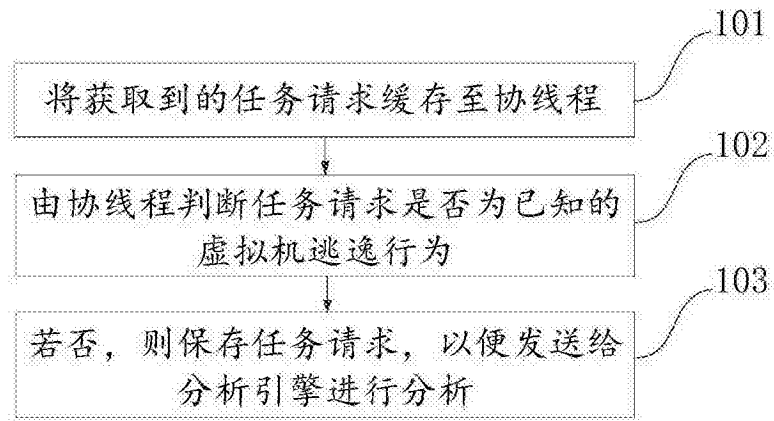 101
将获取到的任务请求缓存至协线程
102
由协线程判断任务请求是否为已知的
虚拟机逃逸行为
103
若否，则保存任务请求，以便发送给
分析引擎进行分析